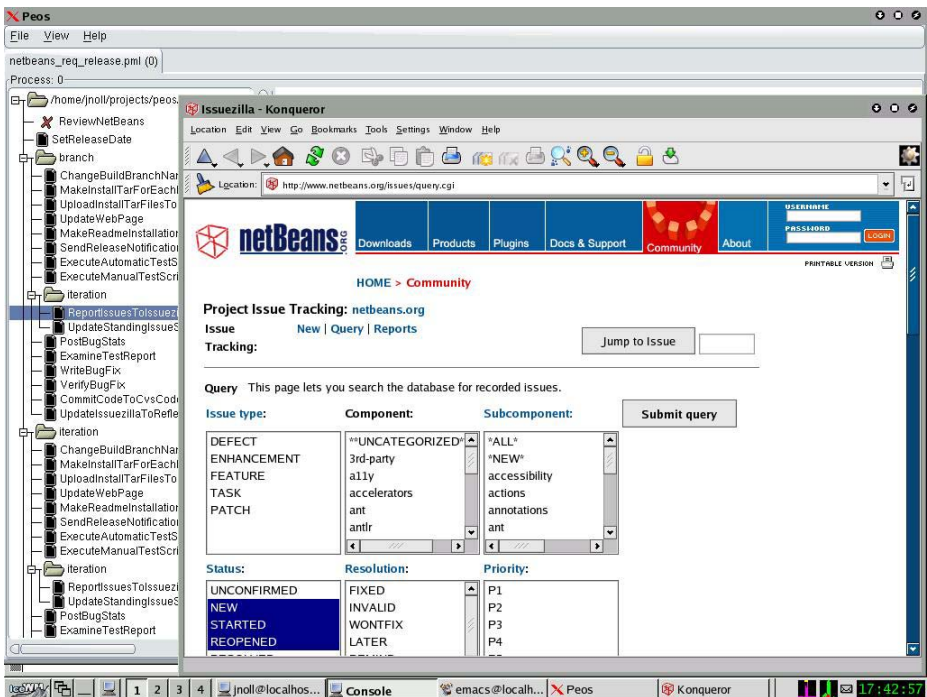 Peos
File View Help
netbeans_req_release.pml (0)
Process: 0
/home/jnoll/projects/peos.
ReviewNetBeans
SetReleaseDate
branch
ChangeBuildBranchNar
MakeInstallTarForEachI
UploadInstallTarFilesTo
UpdateWebPage
MakeReadmeInstallation
SendReleaseNotification
ExecuteAutomaticTestS
ExecuteManualTestScri
iteration
ReportIssuesToIssuezi
UpdateStandingIssueS
PostBugStats
ExamineTestReport
WriteBugFix
VerifyBugFix
CommitCodeToCvsCode
UpdateIssuezillaToRefle
iteration
ChangeBuildBranchNar
MakeInstallTarForEachI
UploadInstallTarFilesTo
UpdateWebPage
MakeReadmeInstallation
SendReleaseNotification
ExecuteAutomaticTestS
ExecuteManualTestScri
iteration
ReportIssuesToIssuezi
UpdateStandingIssueS
PostBugStats
ExamineTestReport
Issuezilla - Konqueror
Location Edit View Go Bookmarks Tools Settings Window Help
Location: http://www.netbeans.org/issues/query.cgi
netBeans.org
Downloads Products Plugins Docs & Support Community About
USERNAME
PASSWORD
LOGIN
PRINTABLE VERSION
HOME > Community
Project Issue Tracking: netbeans.org
Issue Tracking: New | Query | Reports
Jump to Issue
Query This page lets you search the database for recorded issues.
Issue type: Component: Subcomponent: Submit query
DEFECT
ENHANCEMENT
FEATURE
TASK
PATCH
**UNCATEGORIZED*
3rd-party
a11y
accelerators
ant
antlr
*ALL*
*NEW*
accessibility
actions
annotations
ant
Status: Resolution: Priority:
UNCONFIRMED
NEW
STARTED
REOPENED
RESOLVED
FIXED
INVALID
WONTFIX
LATER
REMIND
P1
P2
P3
P4
P5
IceWM 1 2 3 4 jnoll@localhos... Console emacs@localh... Peos Konqueror 17:42:57